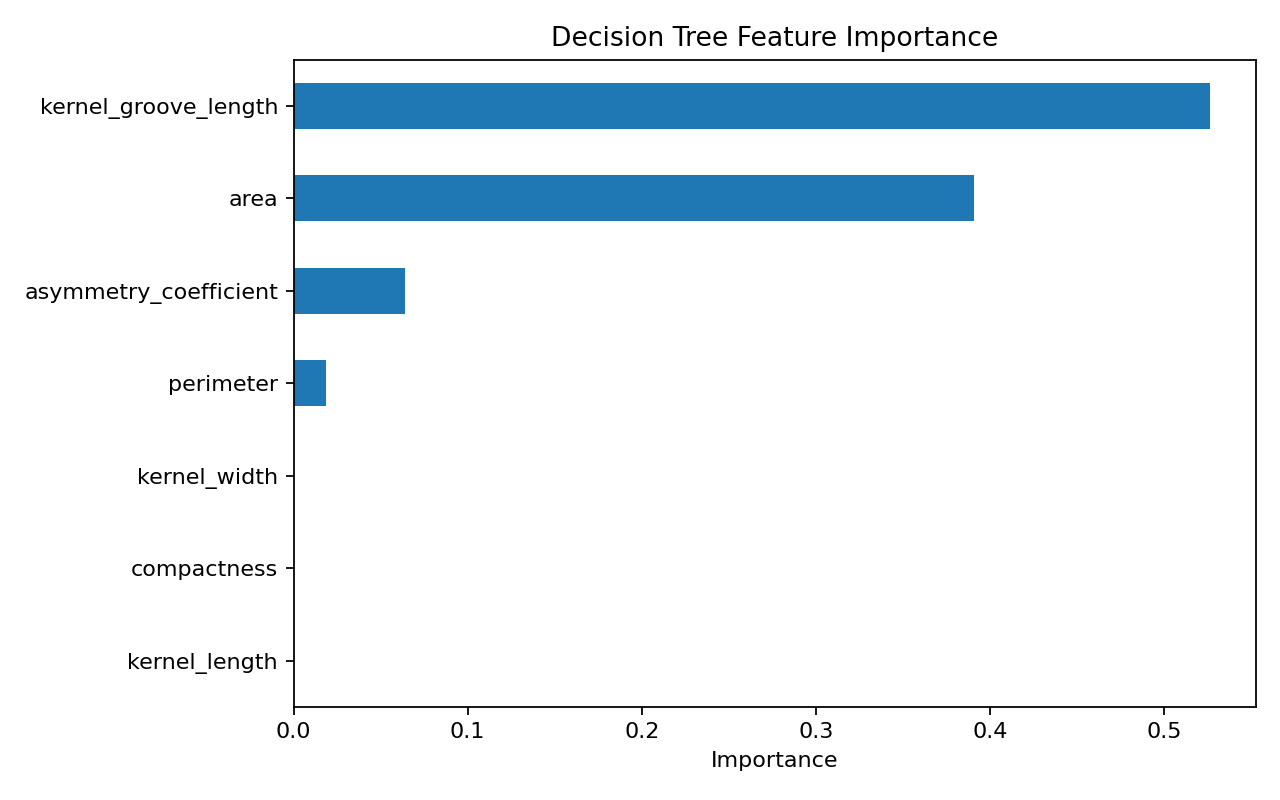 Decision Tree Feature Importance
kernel_groove_length
area
asymmetry_coefficient
perimeter
kernel_width
compactness
kernel_length
0.0 0.1 0.2 0.3 0.4 0.5
Importance